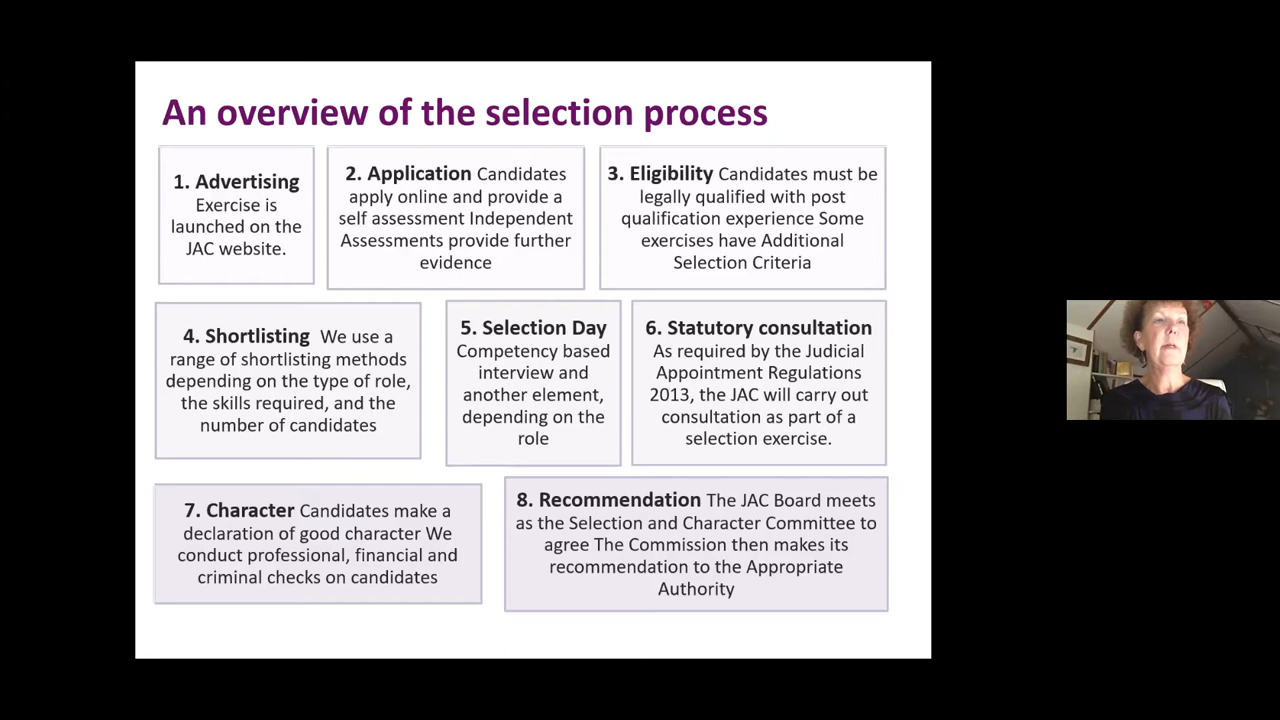 An overview of the selection process
1. Advertising
Exercise is
launched on the
JAC website.
2. Application Candidates
apply online and provide a
self assessment Independent
Assessments provide further
evidence
3. Eligibility Candidates must be
legally qualified with post
qualification experience Some
exercises have Additional
Selection Criteria
4. Shortlisting We use a
range of shortlisting methods
depending on the type of role,
the skills required, and the
number of candidates
5. Selection Day
Competency based
interview and
another element,
depending on the
role
6. Statutory consultation
As required by the Judicial
Appointment Regulations
2013, the JAC will carry out
consultation as part of a
selection exercise.
7. Character Candidates make a
declaration of good character We
conduct professional, financial and
criminal checks on candidates
8. Recommendation The JAC Board meets
as the Selection and Character Committee to
agree The Commission then makes its
recommendation to the Appropriate
Authority